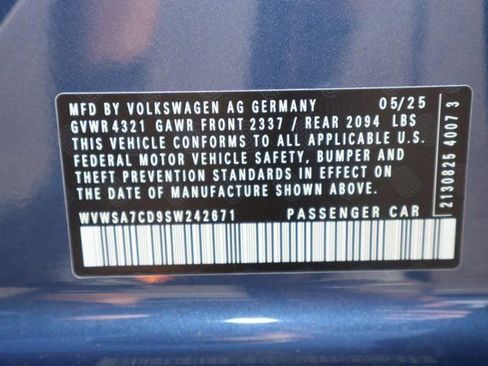 MFD BY VOLKSWAGEN AG GERMANY 05/25
GVWR 4321 GAWR FRONT 2337 / REAR 2094 LBS
THIS VEHICLE CONFORMS TO ALL APPLICABLE U.S.
FEDERAL MOTOR VEHICLE SAFETY, BUMPER AND
THEFT PREVENTION STANDARDS IN EFFECT ON
THE DATE OF MANUFACTURE SHOWN ABOVE.
WVWSA7CD9SW242671 PASSENGER CAR
2130825 4007 3